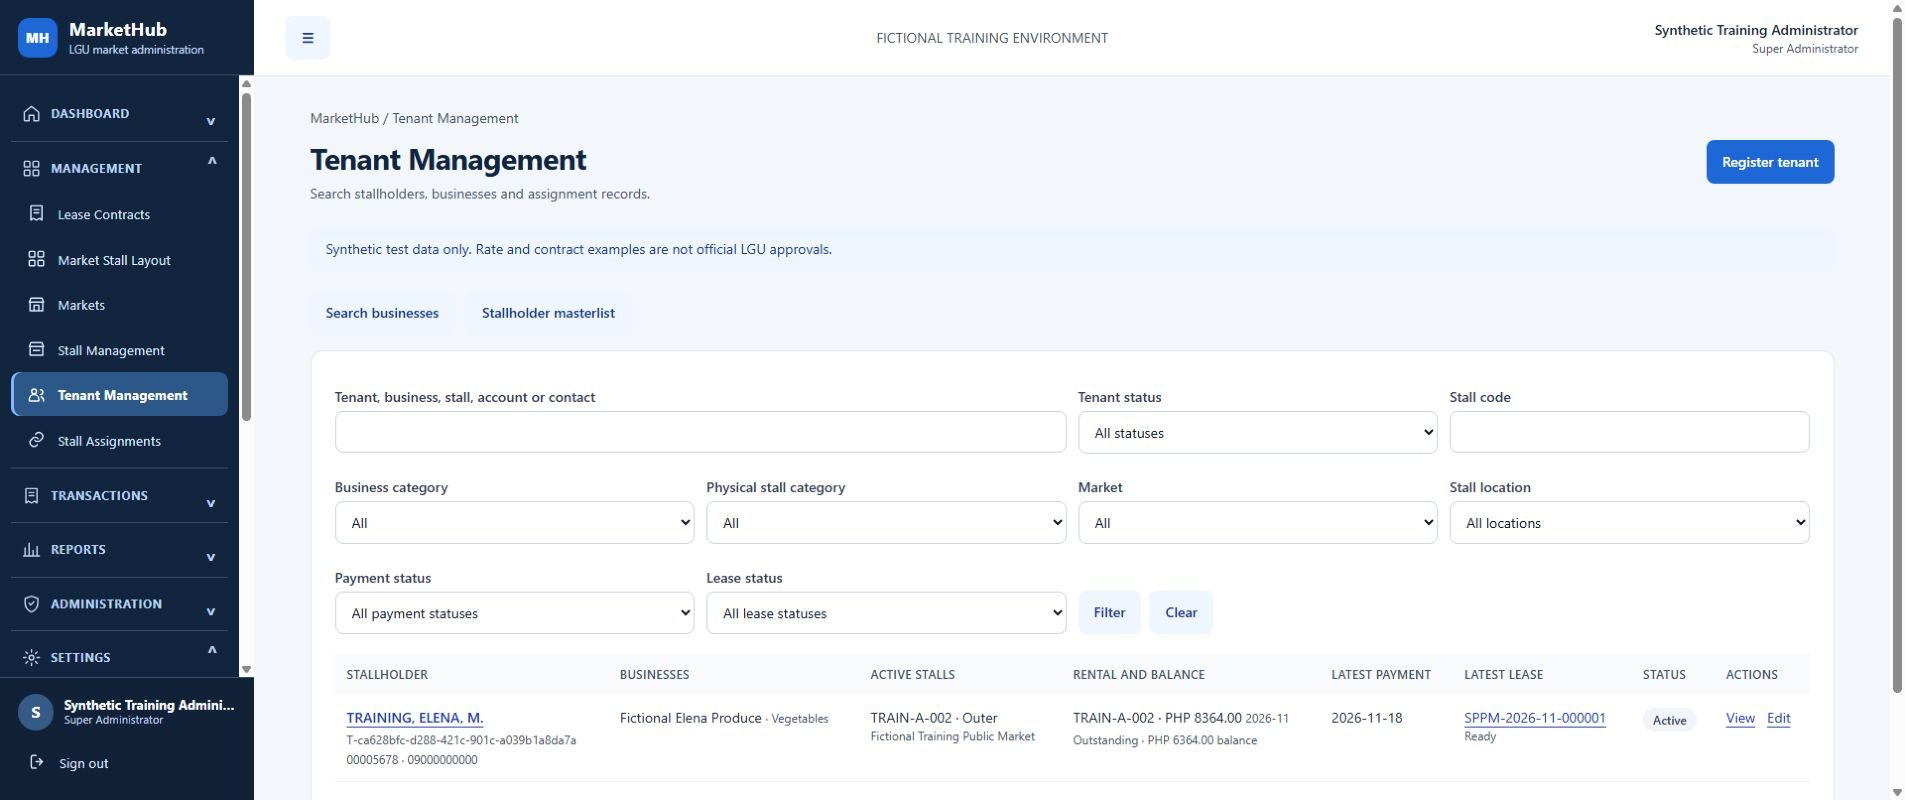 MH
MarketHub
LGU market administration
FICTIONAL TRAINING ENVIRONMENT
Synthetic Training Administrator
Super Administrator
DASHBOARD
MANAGEMENT
Lease Contracts
Market Stall Layout
Markets
Stall Management
Tenant Management
Stall Assignments
TRANSACTIONS
REPORTS
ADMINISTRATION
SETTINGS
S
Synthetic Training Admini...
Super Administrator
Sign out
MarketHub / Tenant Management
Tenant Management
Register tenant
Search stallholders, businesses and assignment records.
Synthetic test data only. Rate and contract examples are not official LGU approvals.
Search businesses Stallholder masterlist
Tenant, business, stall, account or contact Tenant status Stall code
All statuses
Business category Physical stall category Market Stall location
All All All All locations
Payment status Lease status
All payment statuses All lease statuses Filter Clear
STALLHOLDER BUSINESSES ACTIVE STALLS RENTAL AND BALANCE LATEST PAYMENT LATEST LEASE STATUS ACTIONS
TRAINING, ELENA, M. Fictional Elena Produce · Vegetables TRAIN-A-002 · Outer TRAIN-A-002 · PHP 8364.00 2026-11 2026-11-18 SPPM-2026-11-000001 Active View Edit
T-ca628bfc-d288-421c-901c-a039b1a8da7a Fictional Training Public Market Outstanding · PHP 6364.00 balance Ready
00005678 · 09000000000